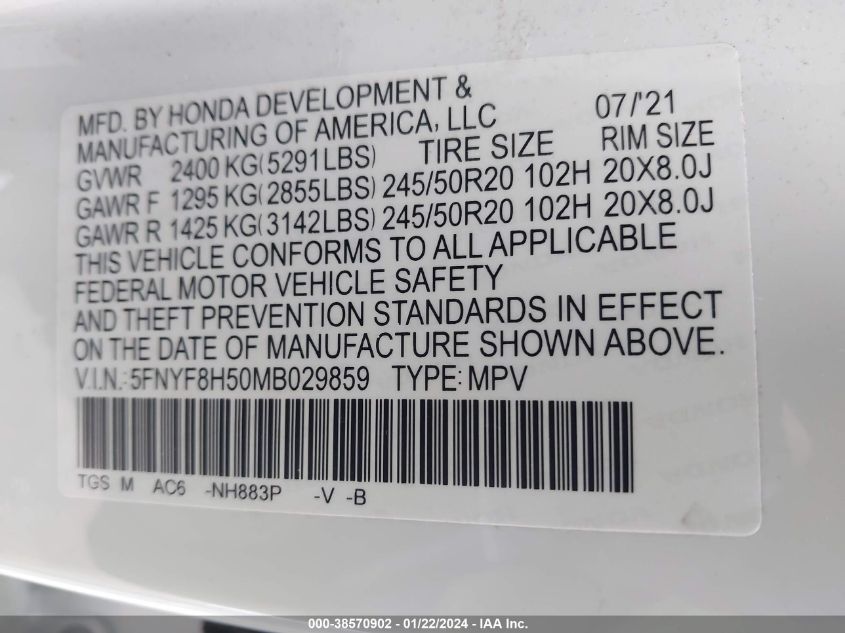 MFD. BY HONDA DEVELOPMENT & 07/'21
MANUFACTURING OF AMERICA, LLC
GVWR 2400 KG(5291LBS) TIRE SIZE RIM SIZE
GAWR F 1295 KG(2855LBS) 245/50R20 102H 20X8.0J
GAWR R 1425 KG(3142LBS) 245/50R20 102H 20X8.0J
THIS VEHICLE CONFORMS TO ALL APPLICABLE
FEDERAL MOTOR VEHICLE SAFETY
AND THEFT PREVENTION STANDARDS IN EFFECT
ON THE DATE OF MANUFACTURE SHOWN ABOVE.
V.I.N.:5FNYF8H50MB029859 TYPE: MPV
TGS M AC6 -NH883P -V -B
000-38570902 - 01/22/2024 - IAA Inc.